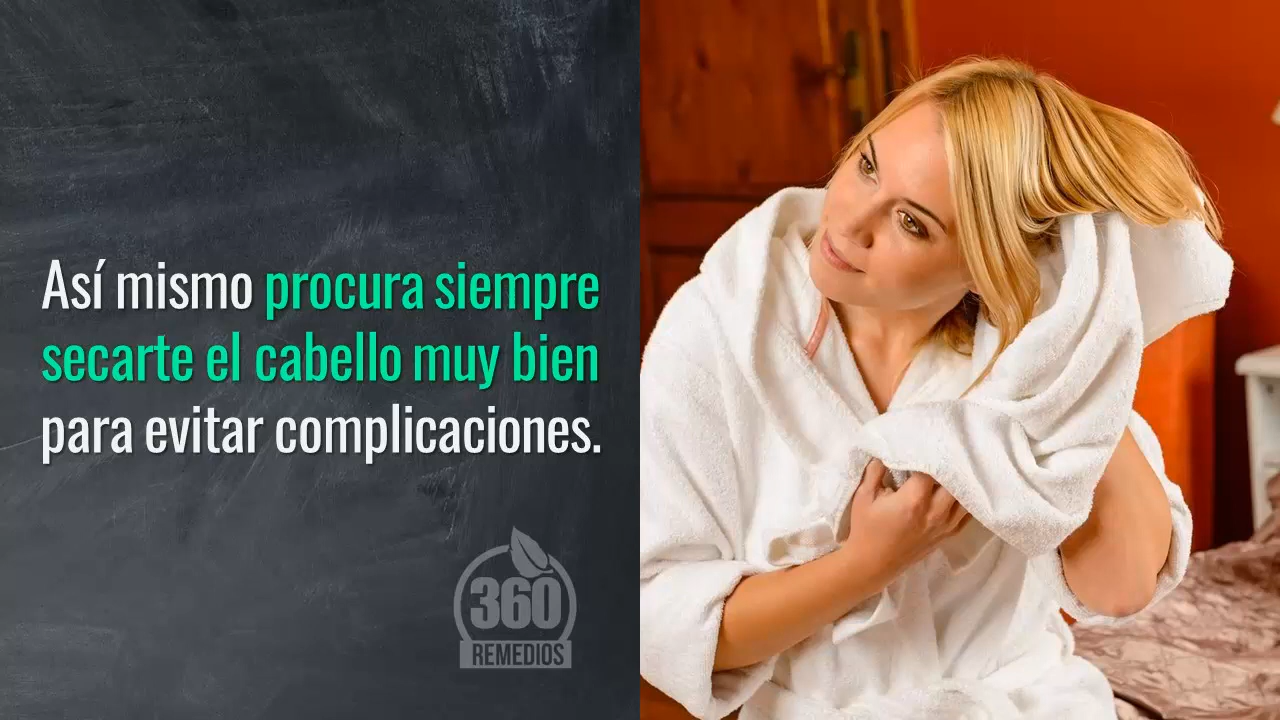 Así mismo procura siempre
secarte el cabello muy bien
para evitar complicaciones.
360
REMEDIOS